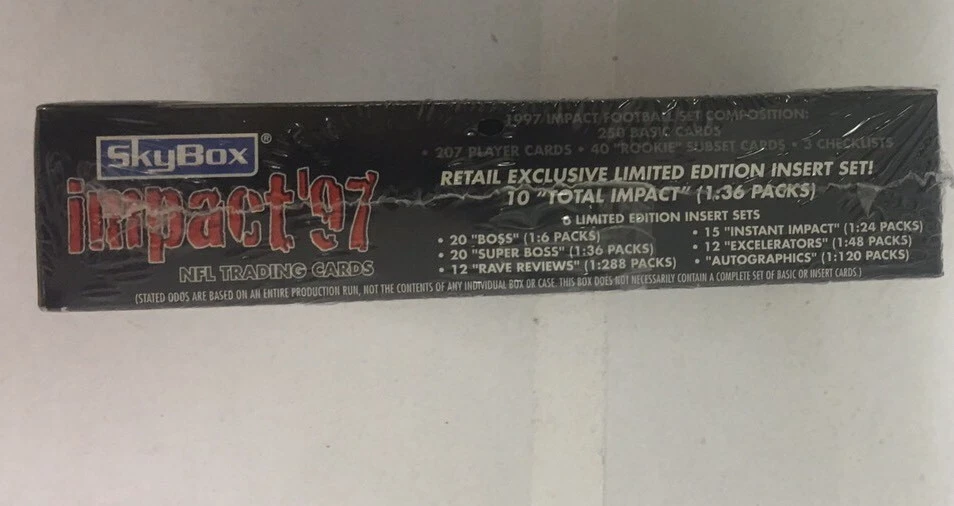 SkyBox®
impact '97
NFL TRADING CARDS
1997 IMPACT FOOTBALL SET COMPOSITION:
250 BASIC CARDS
• 207 PLAYER CARDS • 40 "ROOKIE" SUBSET CARDS • 3 CHECKLISTS
RETAIL EXCLUSIVE LIMITED EDITION INSERT SET!
10 "TOTAL IMPACT" (1:36 PACKS)
6 LIMITED EDITION INSERT SETS
• 20 "BOSS" (1:6 PACKS)
• 20 "SUPER BOSS" (1:36 PACKS)
• 12 "RAVE REVIEWS" (1:288 PACKS)
• 15 "INSTANT IMPACT" (1:24 PACKS)
• 12 "EXCELERATORS" (1:48 PACKS)
• "AUTOGRAPHICS" (1:120 PACKS)
(STATED ODDS ARE BASED ON AN ENTIRE PRODUCTION RUN, NOT THE CONTENTS OF ANY INDIVIDUAL BOX OR CASE. THIS BOX DOES NOT NECESSARILY CONTAIN A COMPLETE SET OF BASIC OR INSERT CARDS.)